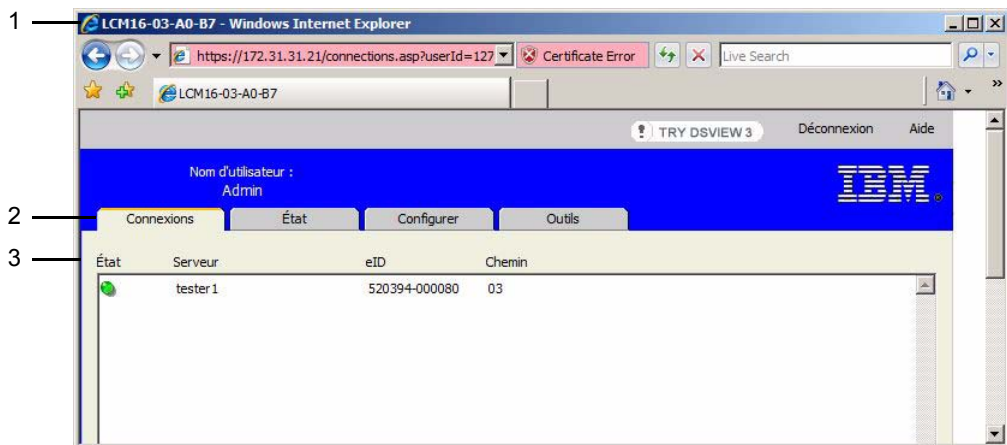 1 LCM16-03-A0-B7 - Windows Internet Explorer
https://172.31.31.21/connections.asp?userId=127 Certificate Error Live Search
LCM16-03-A0-B7
! TRY DSVIEW 3 Déconnexion Aide
Nom d'utilisateur :
Admin
IBM®
2 Connexions État Configurer Outils
3 État Serveur eID Chemin
tester1 520394-000080 03